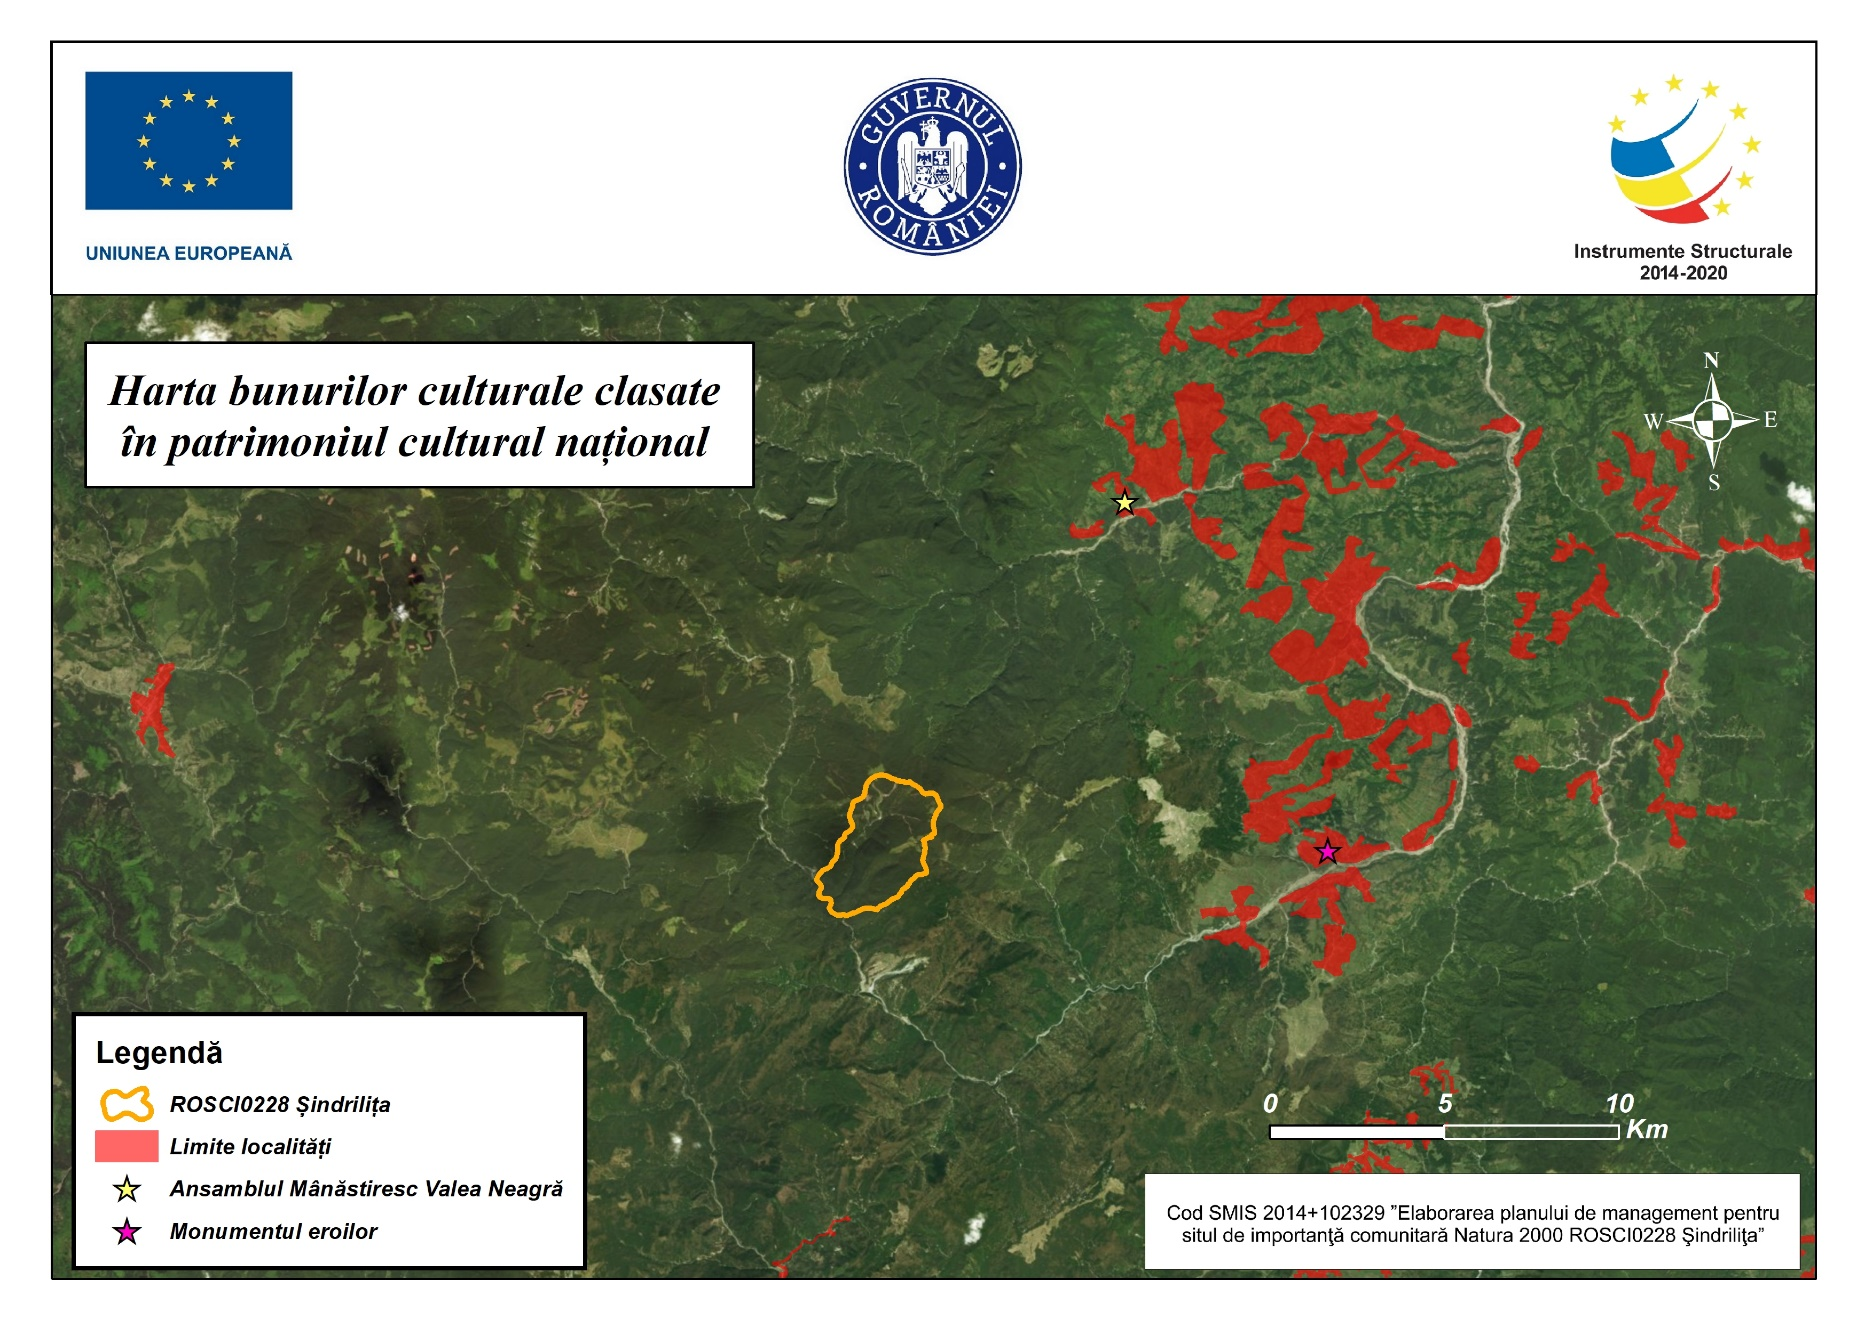 UNIUNEA EUROPEANĂ
GUVERNUL ROMÂNIEI
Instrumente Structurale
2014-2020
Harta bunurilor culturale clasate
în patrimoniul cultural național
N
W E
S
Legendă
ROSCI0228 Șindrilița
Limite localități
Ansamblul Mânăstiresc Valea Neagră
Monumentul eroilor
0 5 10
Km
Cod SMIS 2014+102329 ”Elaborarea planului de management pentru
situl de importanţă comunitară Natura 2000 ROSCI0228 Şindriliţa”